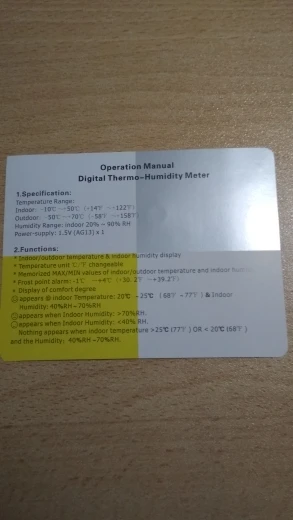 Operation Manual
Digital Thermo-Humidity Meter
1.Specification:
Temperature Range:
Indoor: -10℃~~50℃ (+14℉ ~+122℉)
Outdoor: -50℃~~70℃ (-58℉ ~+158℉)
Humidity Range: indoor 20% ~ 90% RH
Power-supply: 1.5V (AG13) x 1
2.Functions:
* Indoor/outdoor temperature & indoor humidity display
* Temperature unit ℃/℉ changeable
* Memorized MAX/MIN values of indoor/outdoor temperature and indoor
* Frost point alarm: -1℃ ~+4℃ (+30.2℉ ~+39.2℉)
* Display of comfort degree
appears @ indoor Temperature: 20℃ ~25℃ (68℉ ~77℉) & Indoor
Humidity: 40%RH~70%RH
appears when Indoor Humidity: >70%RH.
appears when Indoor Humidity: <40% RH.
Nothing appears when indoor temperature >25℃(77℉) OR < 20℃ (68℉)
and the Humidity: 40%RH ~70%RH.